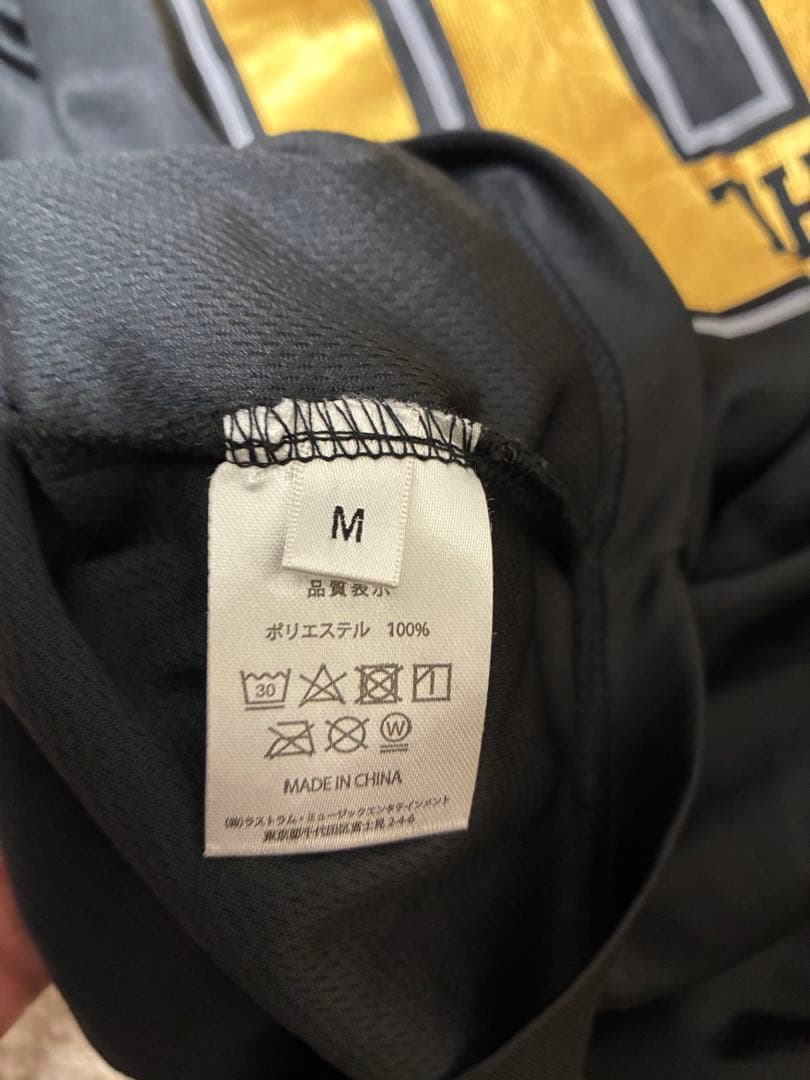 M
品質表示
ポリエステル 100%
30
W
MADE IN CHINA
(株)ラストラム・ミュージックエンタテインメント
東京都千代田区富士見2-4-6